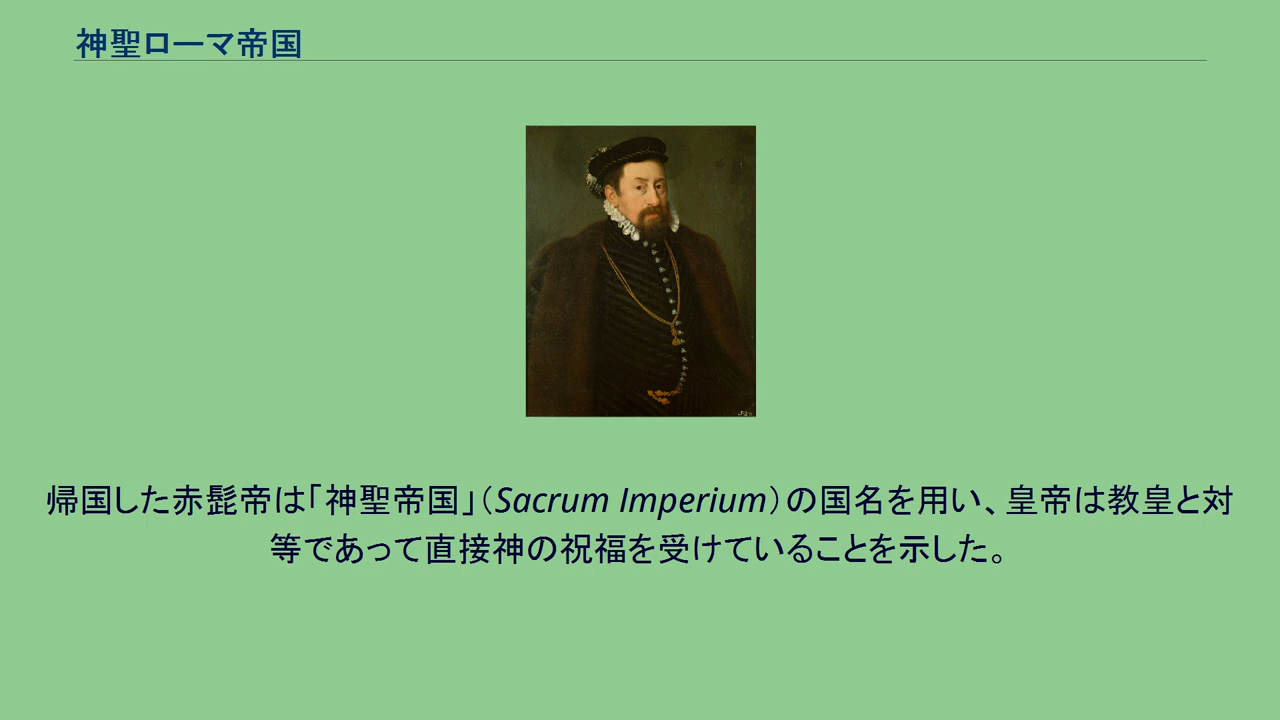 神聖ローマ帝国
帰国した赤髭帝は「神聖帝国」（Sacrum Imperium）の国名を用い、皇帝は教皇と対
等であって直接神の祝福を受けていることを示した。